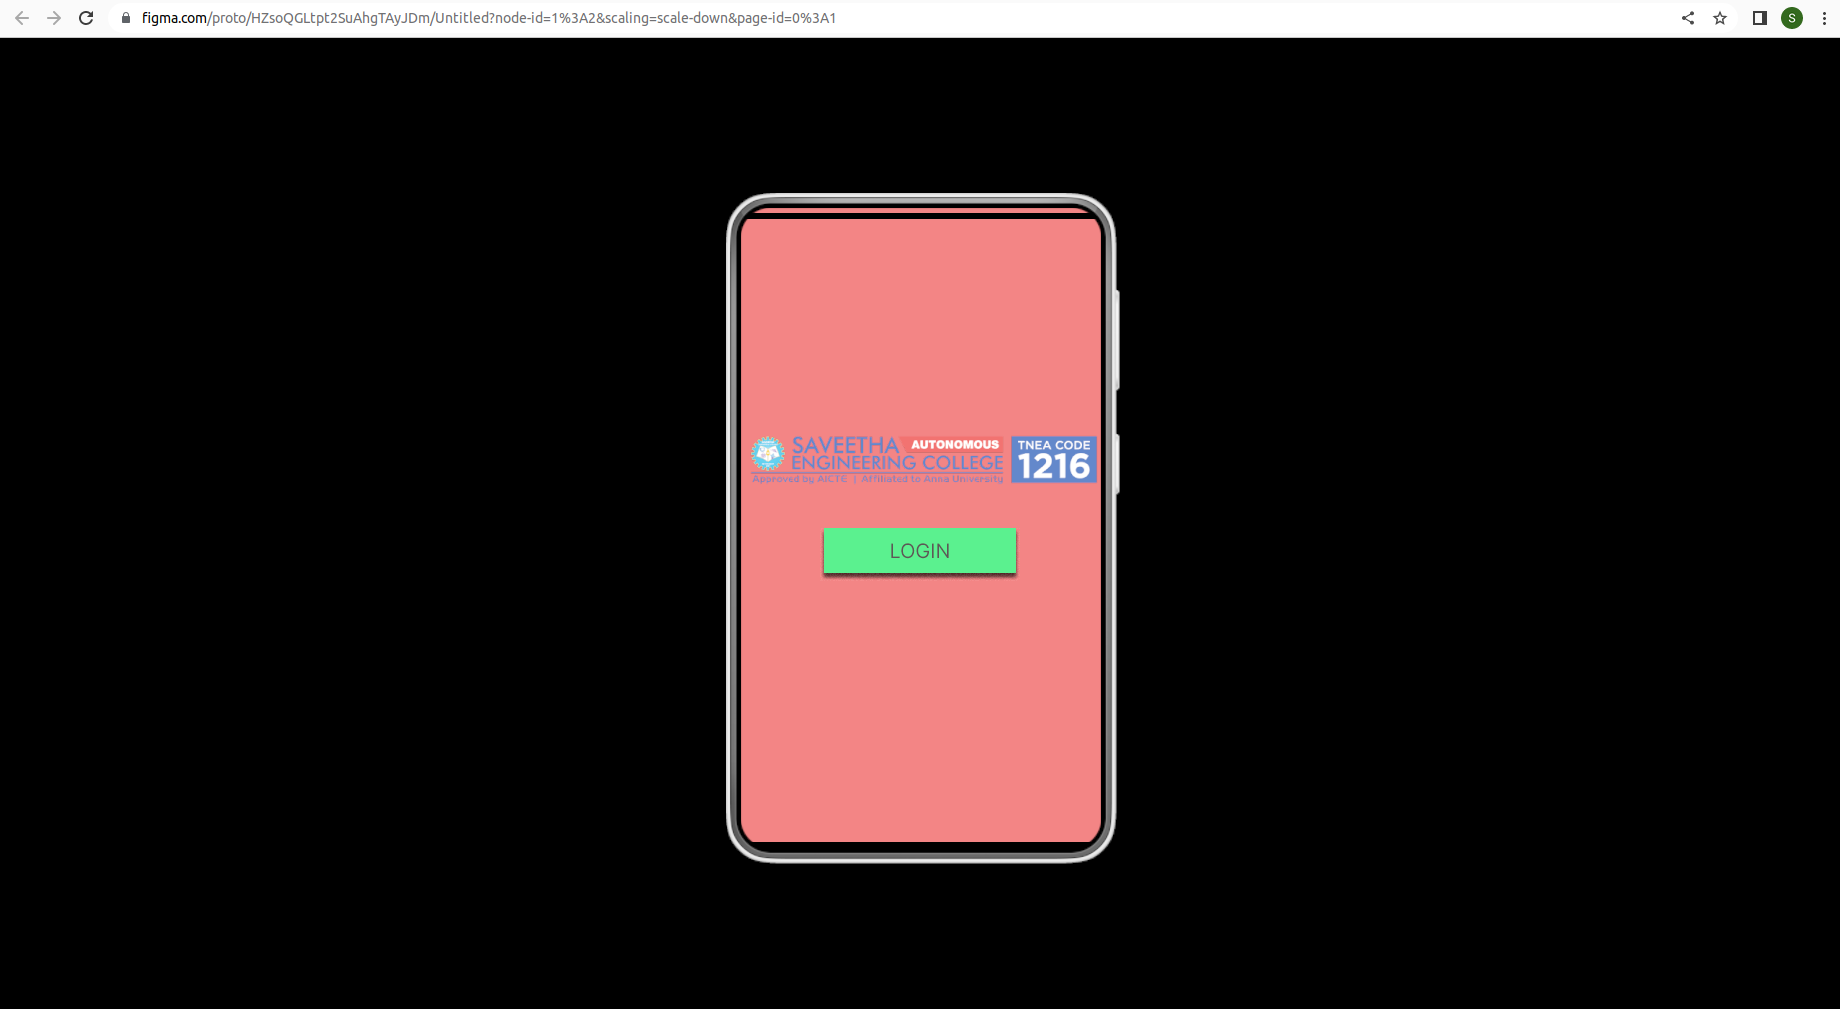 figma.com/proto/HZsoQGLtpt2SuAhgTAyJDm/Untitled?node-id=1%3A2&scaling=scale-down&page-id=0%3A1
S
SAVEETHA AUTONOMOUS
ENGINEERING COLLEGE
Approved by AICTE | Affiliated to Anna University
TNEA CODE
1216
LOGIN